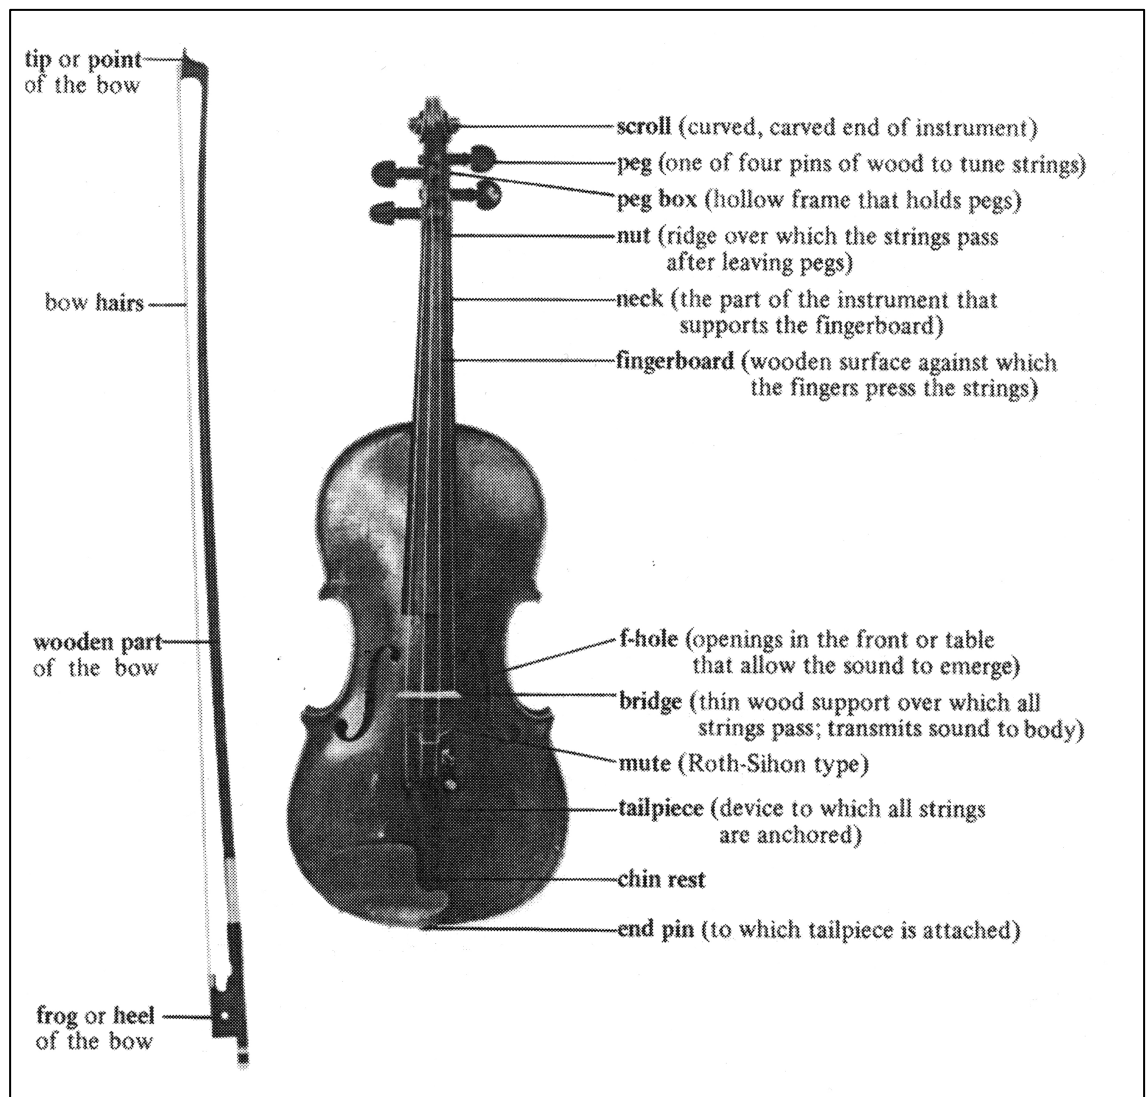 tip or point
of the bow
bow hairs
wooden part
of the bow
frog or heel
of the bow
scroll (curved, carved end of instrument)
peg (one of four pins of wood to tune strings)
peg box (hollow frame that holds pegs)
nut (ridge over which the strings pass
after leaving pegs)
neck (the part of the instrument that
supports the fingerboard)
fingerboard (wooden surface against which
the fingers press the strings)
f-hole (openings in the front or table
that allow the sound to emerge)
bridge (thin wood support over which all
strings pass; transmits sound to body)
mute (Roth-Sihon type)
tailpiece (device to which all strings
are anchored)
chin rest
end pin (to which tailpiece is attached)